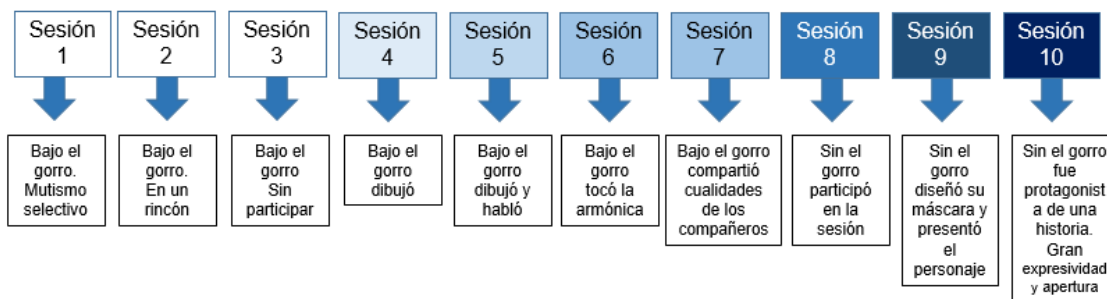 Sesión
1
Sesión
2
Sesión
3
Sesión
4
Sesión
5
Sesión
6
Sesión
7
Sesión
8
Sesión
9
Sesión
10
Bajo el
gorro.
Mutismo
selectivo
Bajo el
gorro.
En un
rincón
Bajo el
gorro
Sin
participar
Bajo el
gorro
dibujó
Bajo el
gorro
dibujó y
habló
Bajo el
gorro
tocó la
armónica
Bajo el gorro
compartió
cualidades
de los
compañeros
Sin el
gorro
participó
en la
sesión
Sin el
gorro
diseñó su
máscara y
presentó
el
personaje
Sin el gorro
fue
protagonist
a de una
historia.
Gran
expresividad
y apertura